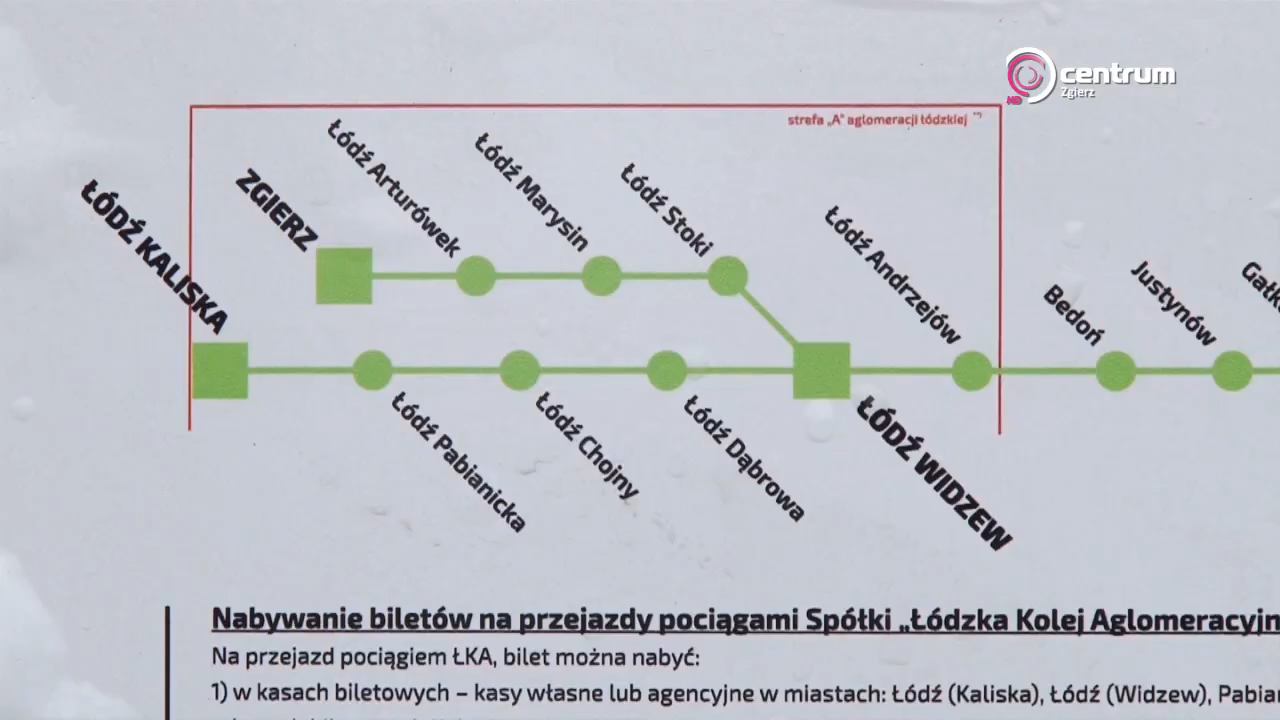 centrum
Zgierz
HD
strefa „A" aglomeracji łódzkiej **)
Łódź Arturówek
Łódź Marysin
Łódź Stoki
ZGIERZ
ŁÓDŹ KALISKA
Łódź Andrzejów
Bedoń
Justynów
Łódź Pabianicka
Łódź Chojny
Łódź Dąbrowa
ŁÓDŹ WIDZEW
Nabywanie biletów na przejazdy pociągami Spółki „Łódzka Kolej Aglomeracyjn
Na przejazd pociągiem ŁKA, bilet można nabyć:
1) w kasach biletowych – kasy własne lub agencyjne w miastach: Łódź (Kaliska), Łódź (Widzew), Pabian